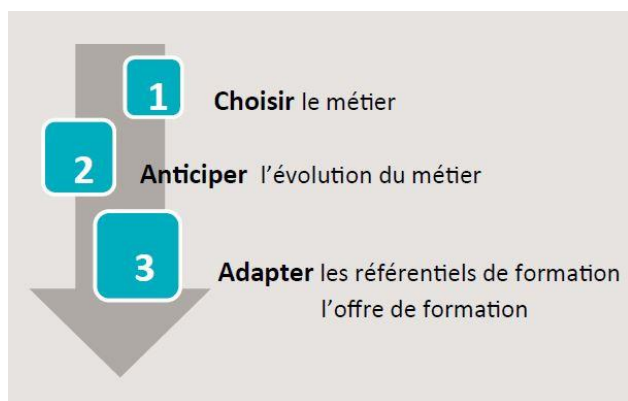 1 Choisir le métier
2 Anticiper l'évolution du métier
3 Adapter les référentiels de formation
l'offre de formation